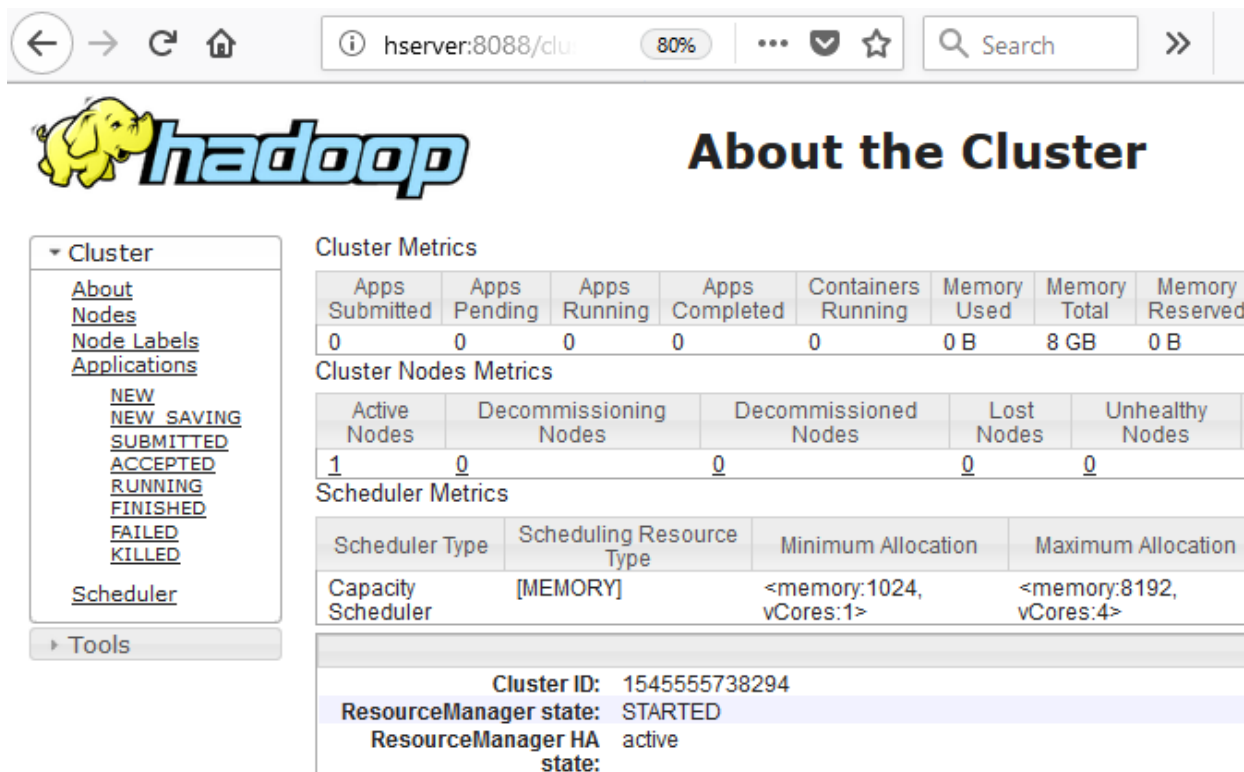 hserver:8088/clu
80%
Search
hadoop
About the Cluster
Cluster
About
Nodes
Node Labels
Applications
NEW
NEW_SAVING
SUBMITTED
ACCEPTED
RUNNING
FINISHED
FAILED
KILLED
Scheduler
Tools
Cluster Metrics
Apps Apps Apps Apps Containers Memory Memory Memory
Submitted Pending Running Completed Running Used Total Reserved
0 0 0 0 0 0 B 8 GB 0 B
Cluster Nodes Metrics
Active Decommissioning Decommissioned Lost Unhealthy
Nodes Nodes Nodes Nodes Nodes
1 0 0 0 0
Scheduler Metrics
Scheduler Type Scheduling Resource Minimum Allocation Maximum Allocation
Type
Capacity [MEMORY] <memory:1024, <memory:8192,
Scheduler vCores:1> vCores:4>
Cluster ID: 1545555738294
ResourceManager state: STARTED
ResourceManager HA active
state: